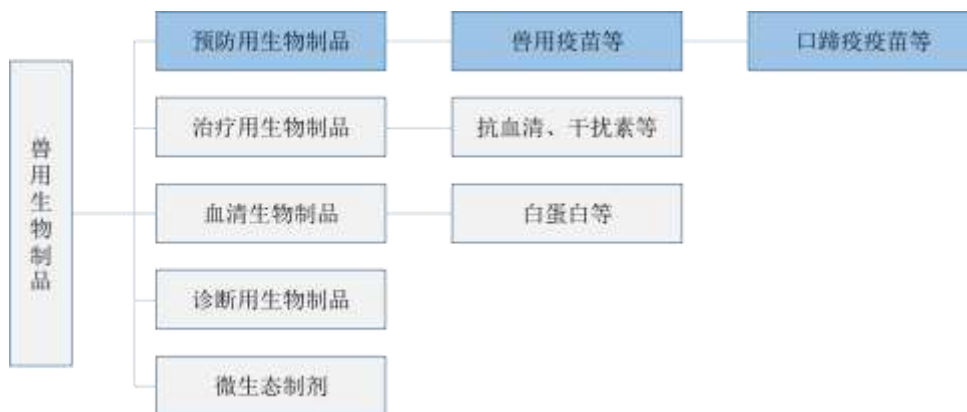 兽用生物制品
预防用生物制品
兽用疫苗等
口蹄疫疫苗等
治疗用生物制品
抗血清、干扰素等
血清生物制品
白蛋白等
诊断用生物制品
微生态制剂